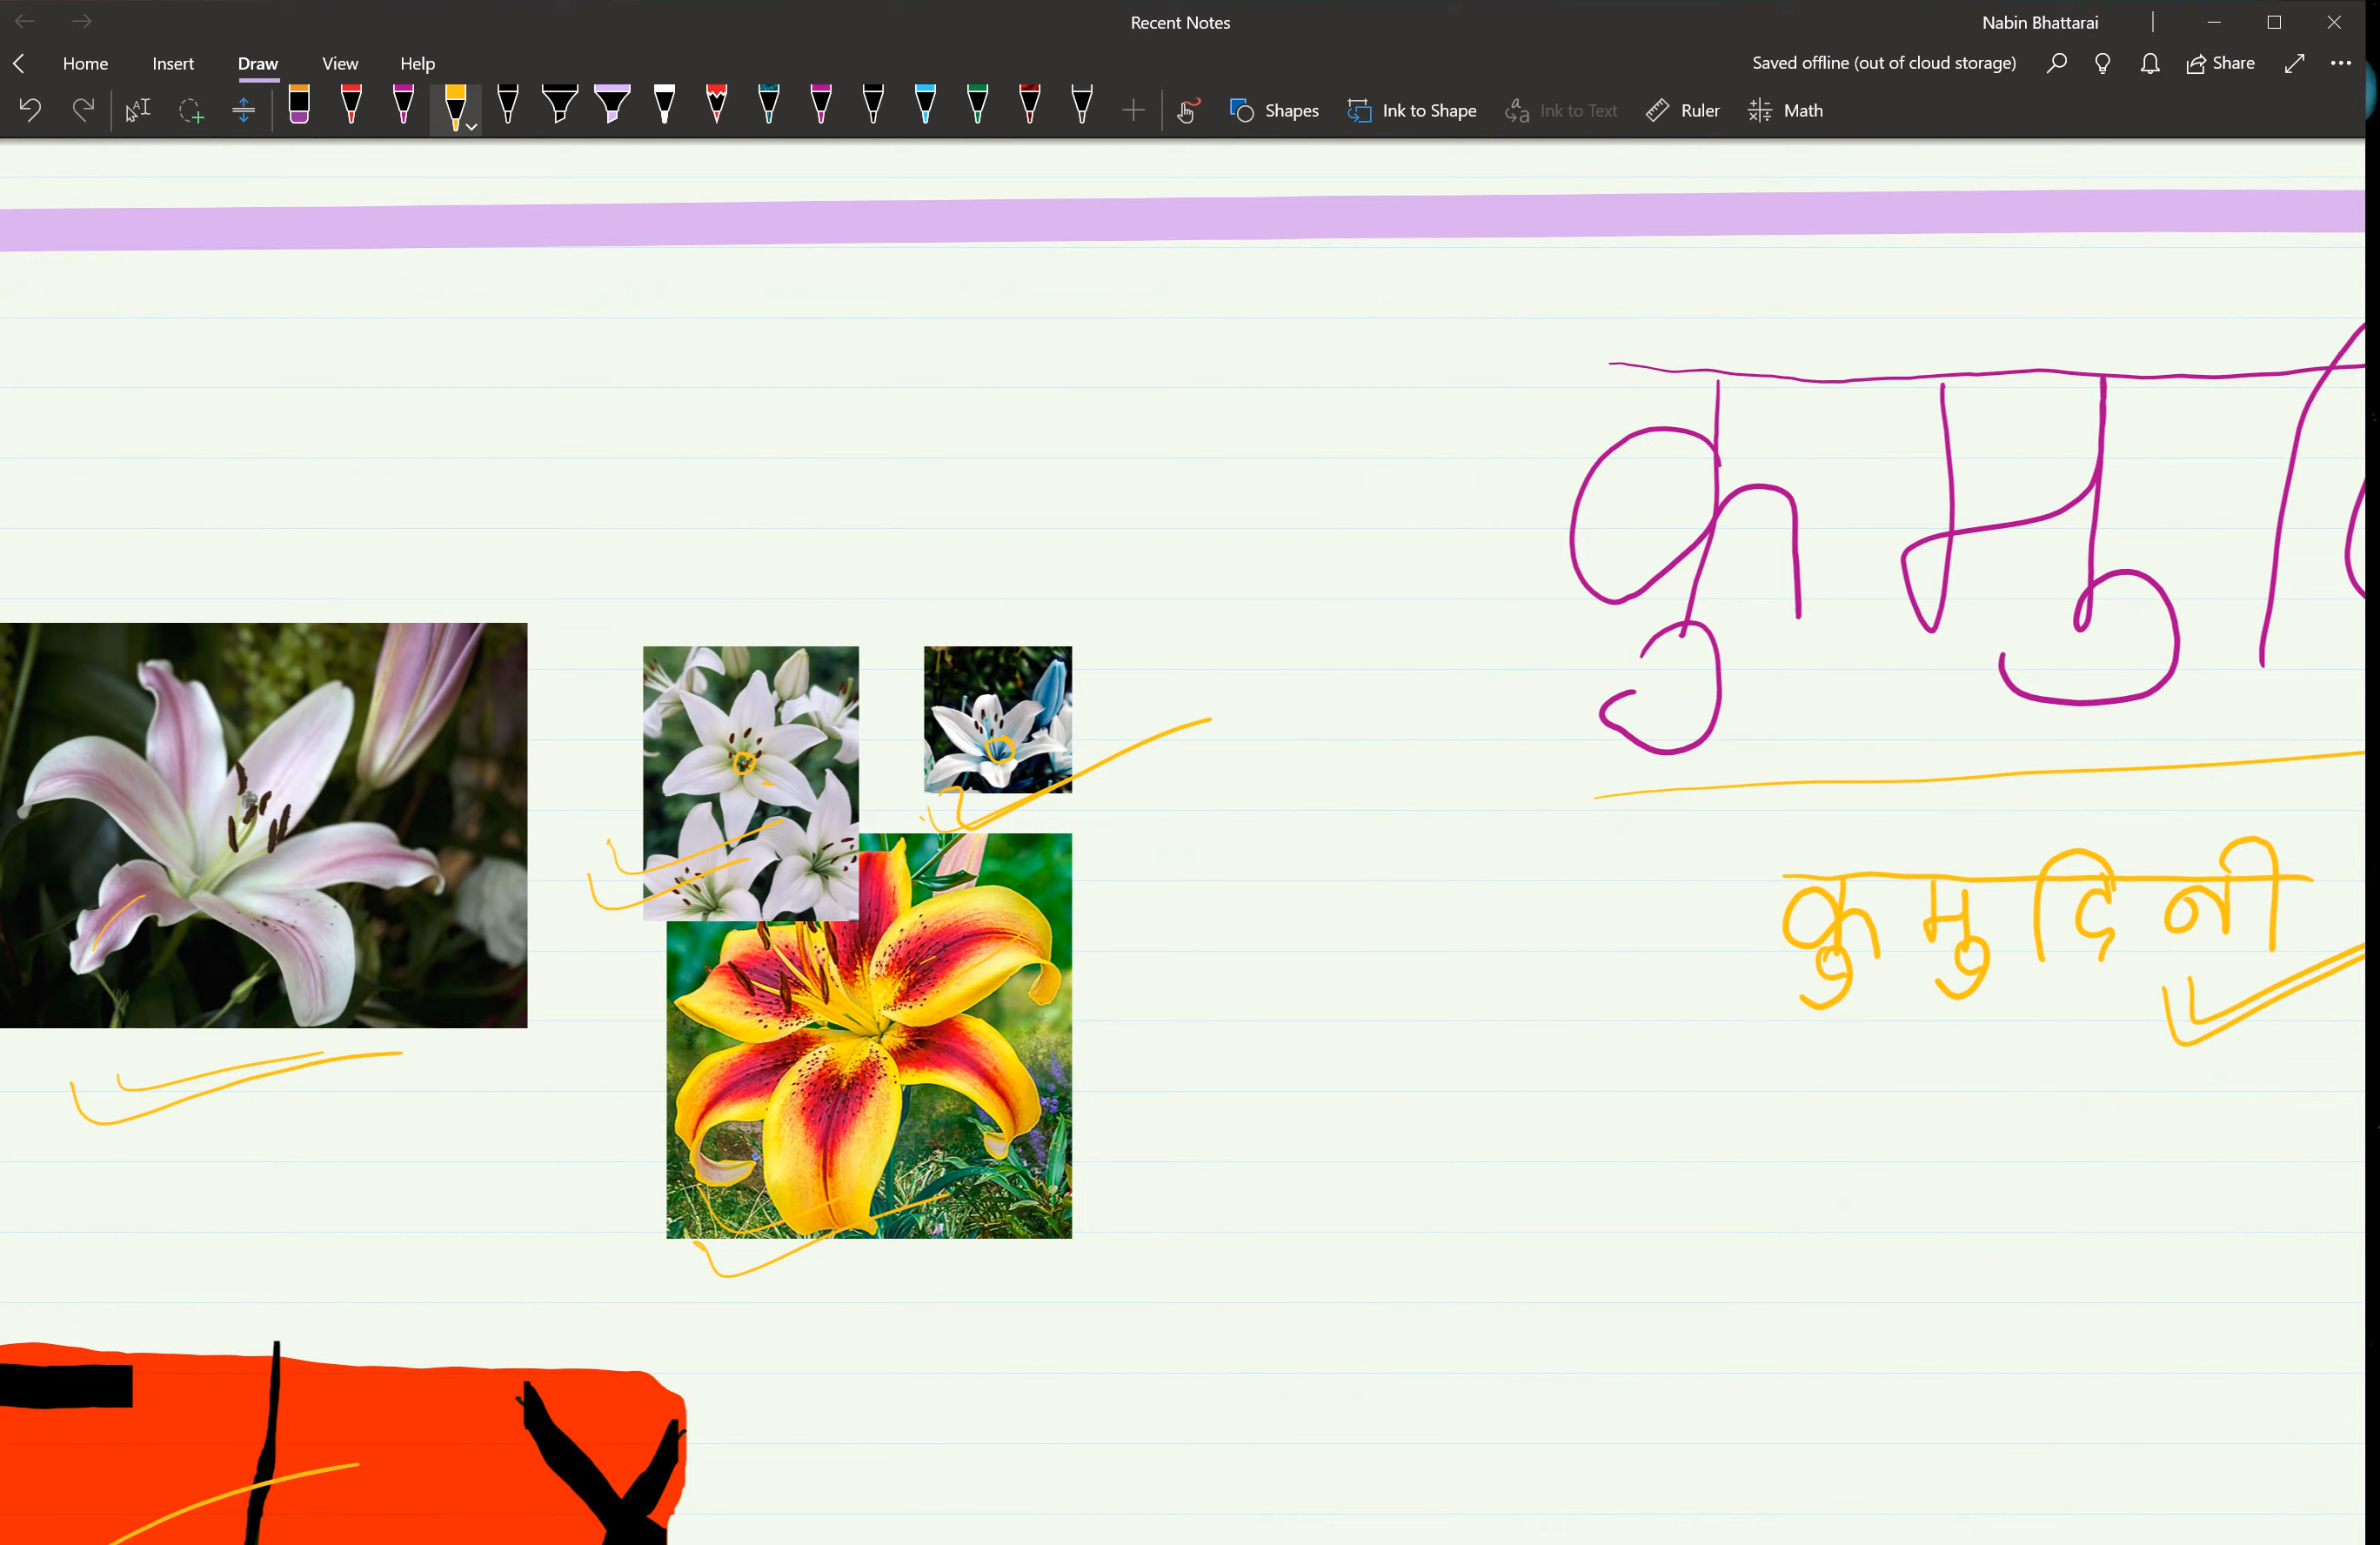 Recent Notes
Nabin Bhattarai
Home Insert Draw View Help
Saved offline (out of cloud storage)
Share
Shapes Ink to Shape Ink to Text Ruler Math
कुमु
कुमुदिनी